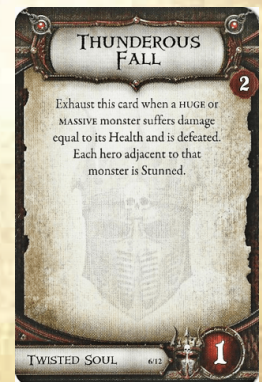 THUNDEROUS
FALL
2
Exhaust this card when a HUGE or
MASSIVE monster suffers damage
equal to its Health and is defeated.
Each hero adjacent to that
monster is Stunned.
TWISTED SOUL 6/12 1